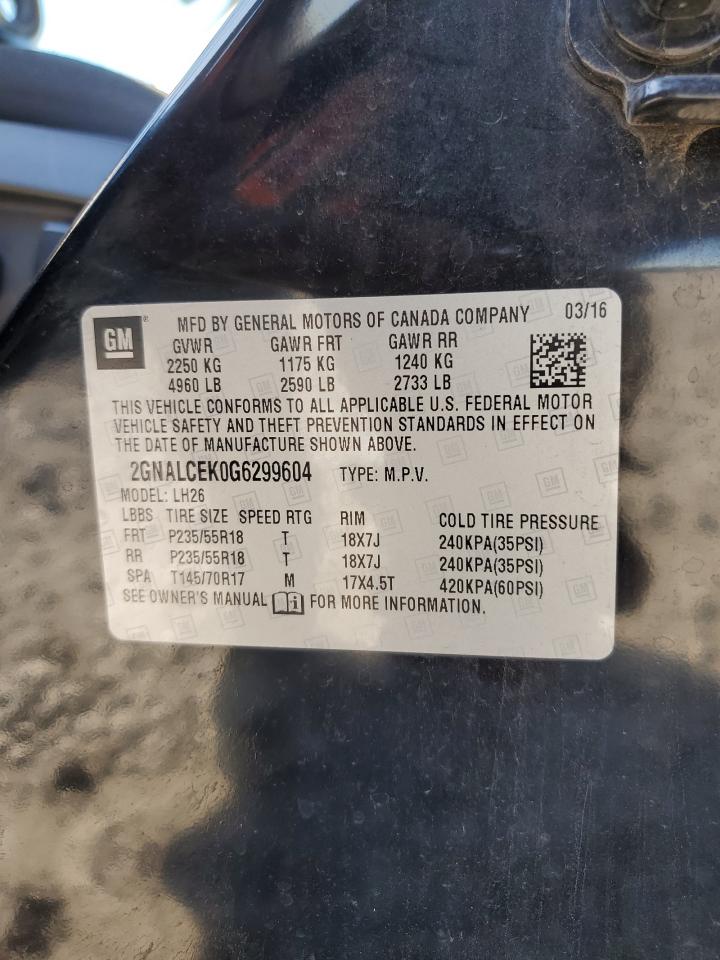 GM ® MFD BY GENERAL MOTORS OF CANADA COMPANY 03/16
GVWR GAWR FRT GAWR RR
2250 KG 1175 KG 1240 KG
4960 LB 2590 LB 2733 LB
THIS VEHICLE CONFORMS TO ALL APPLICABLE U.S. FEDERAL MOTOR
VEHICLE SAFETY AND THEFT PREVENTION STANDARDS IN EFFECT ON
THE DATE OF MANUFACTURE SHOWN ABOVE.
2GNALCEK0G6299604 TYPE: M.P.V.
MODEL: LH26
LBBS TIRE SIZE SPEED RTG RIM COLD TIRE PRESSURE
FRT P235/55R18 T 18X7J 240KPA(35PSI)
RR P235/55R18 T 18X7J 240KPA(35PSI)
SPA T145/70R17 M 17X4.5T 420KPA(60PSI)
SEE OWNER'S MANUAL FOR MORE INFORMATION.